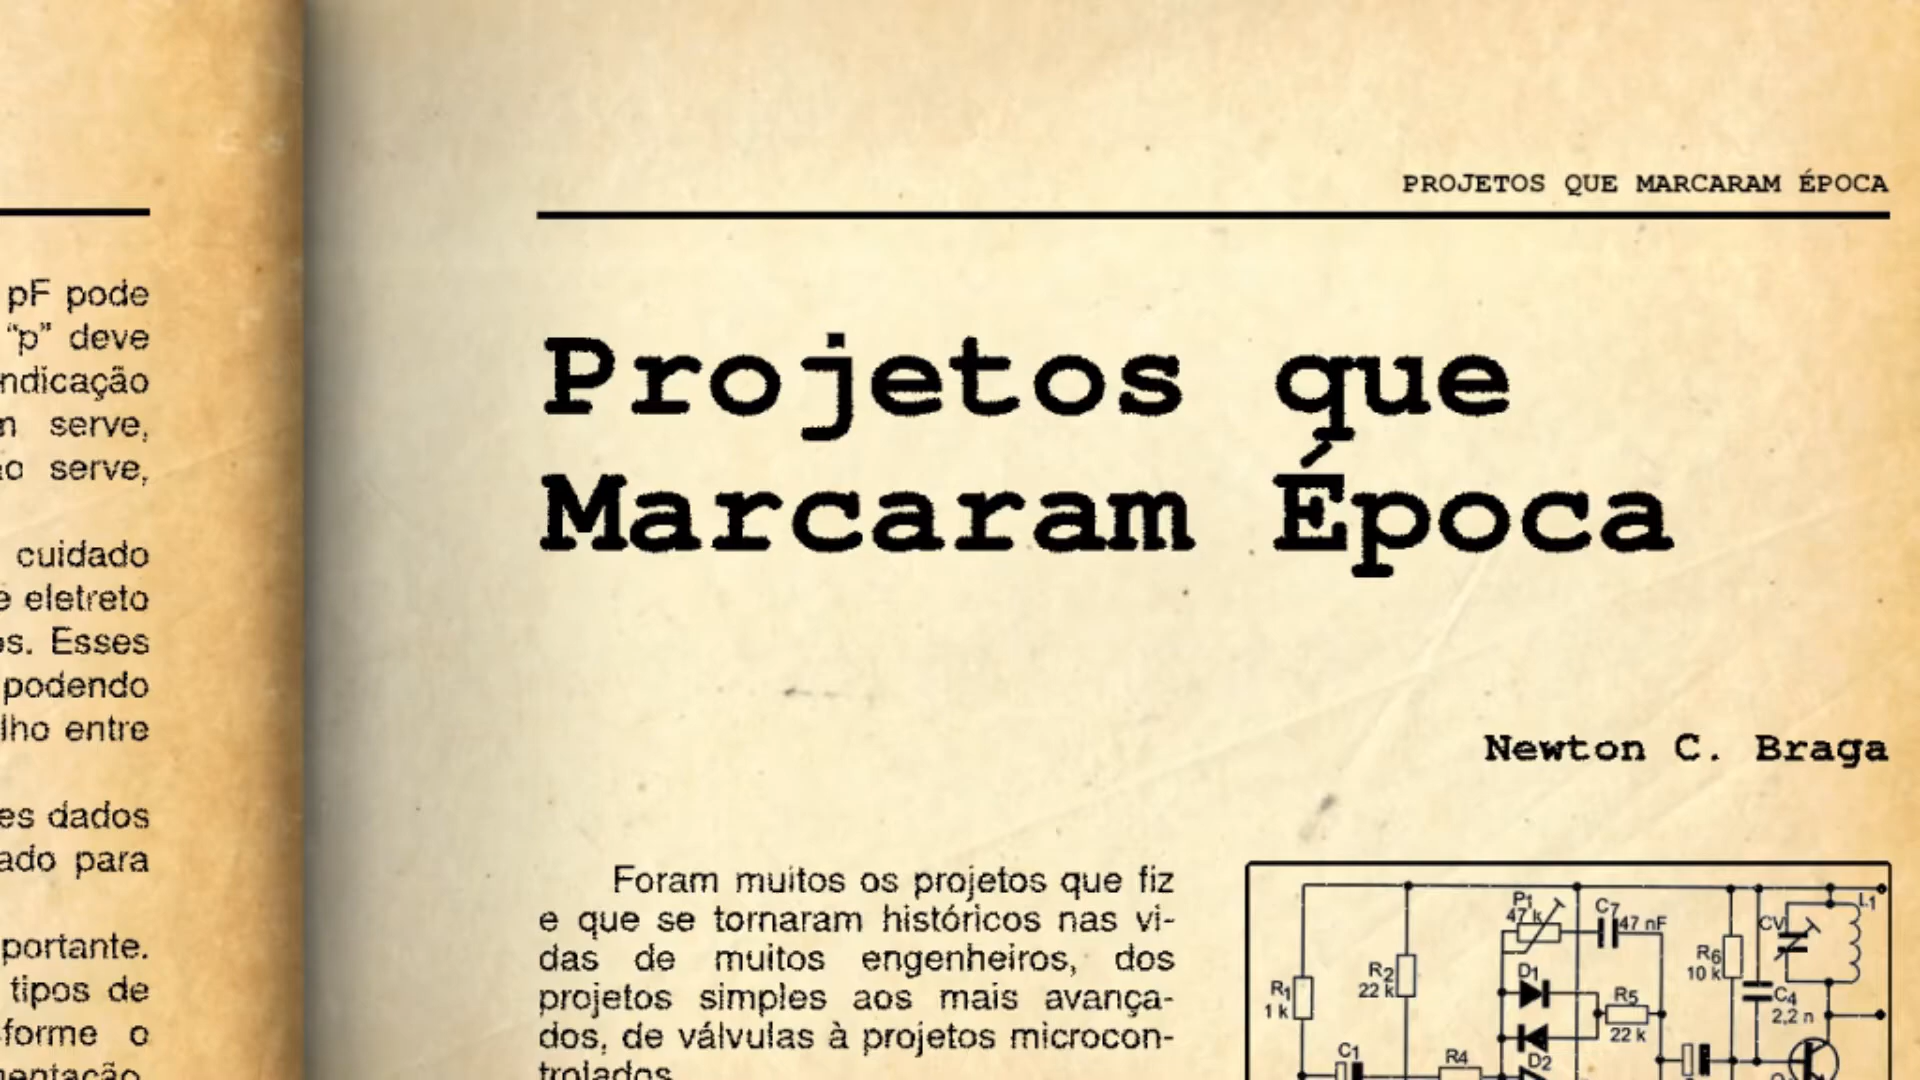 pF pode
“p” deve
ndicação
serve,
serve,
cuidado
e eletreto
os. Esses
podendo
lho entre
es dados
ado para
portante.
tipos de
forme o
mentação
PROJETOS QUE MARCARAM ÉPOCA
Projetos que
Marcaram Época
Newton C. Braga
Foram muitos os projetos que fiz
e que se tornaram históricos nas vi-
das de muitos engenheiros, dos
projetos simples aos mais avança-
dos, de válvulas à projetos microcon-
trolados.
P1
47 k
C7
47 nF
L1
CV
R6
10 k
R2
22 k
D1
R1
1 k
R5
22 k
C4
2,2 n
C1
R4
D2